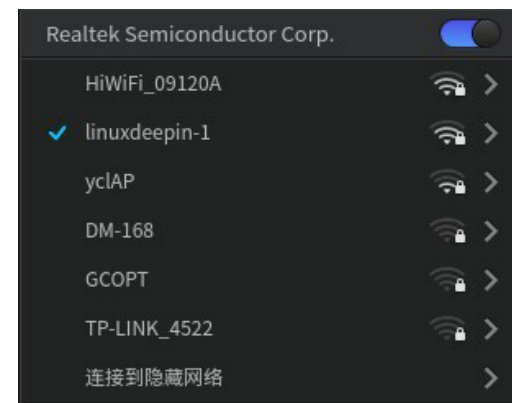 Realtek Semiconductor Corp.
HiWiFi_09120A
linuxdeepin-1
yclAP
DM-168
GCOPT
TP-LINK_4522
连接到隐藏网络